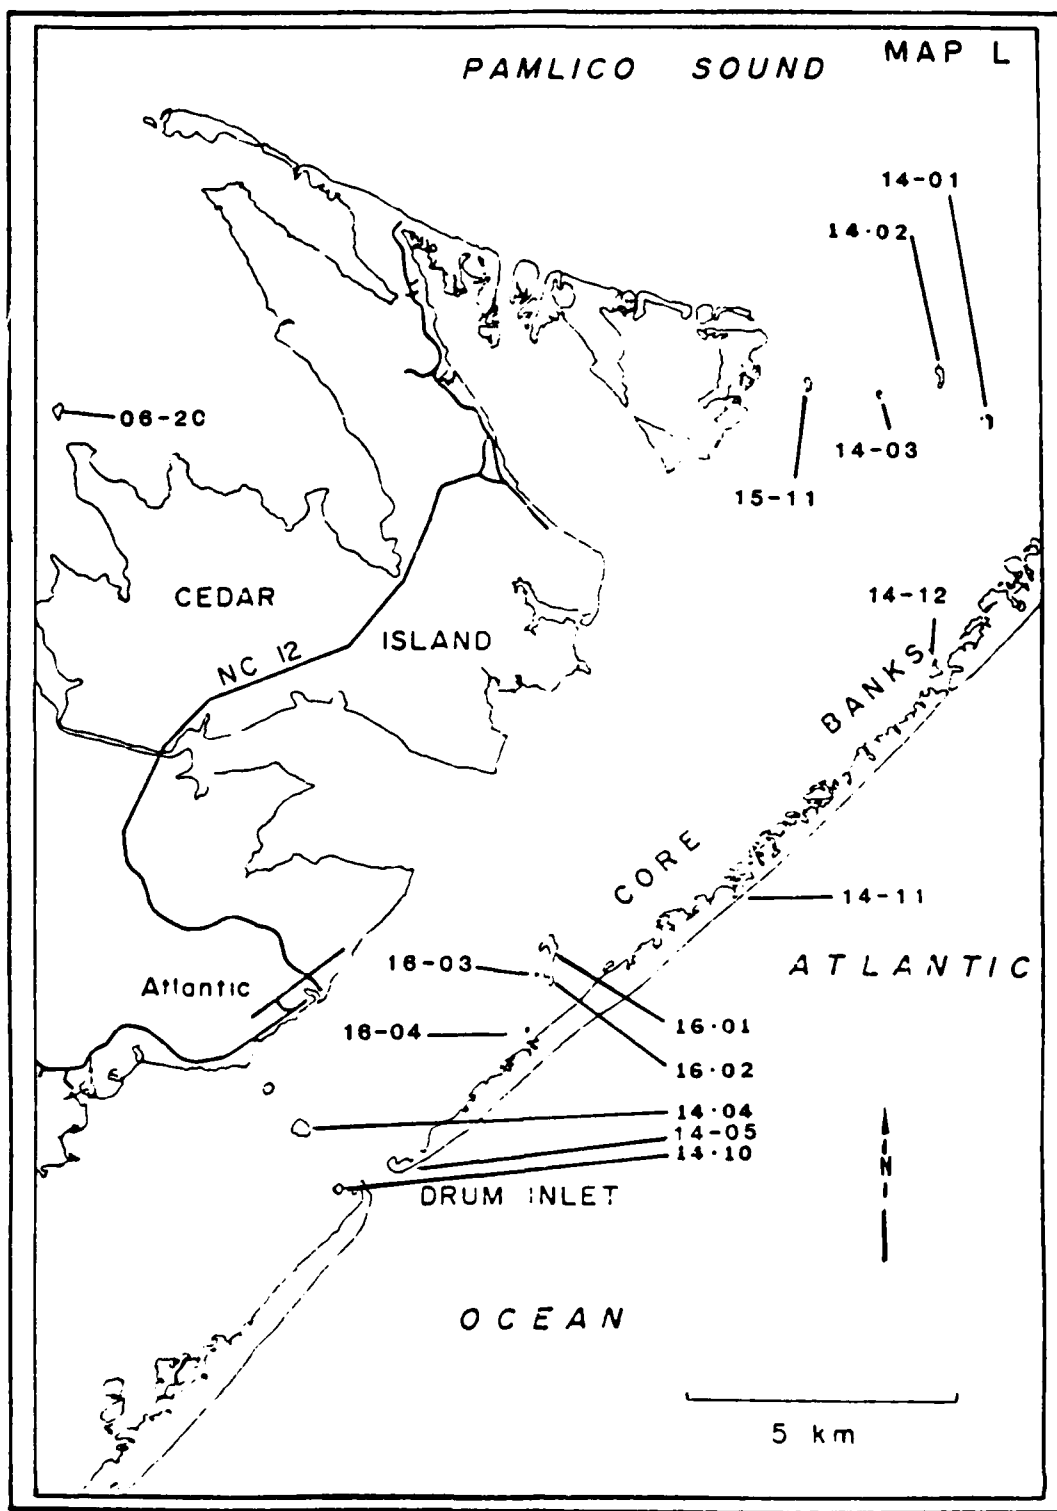 MAP L
PAMLICO SOUND
14-01
14·02
06-20
14-03
15-11
CEDAR
14-12
ISLAND
NC 12
BANKS
CORE
14-11
16-03
ATLANTIC
Atlantic
16-04
16·01
16·02
14·04
14-05
14·10
DRUM INLET
N
OCEAN
5 km